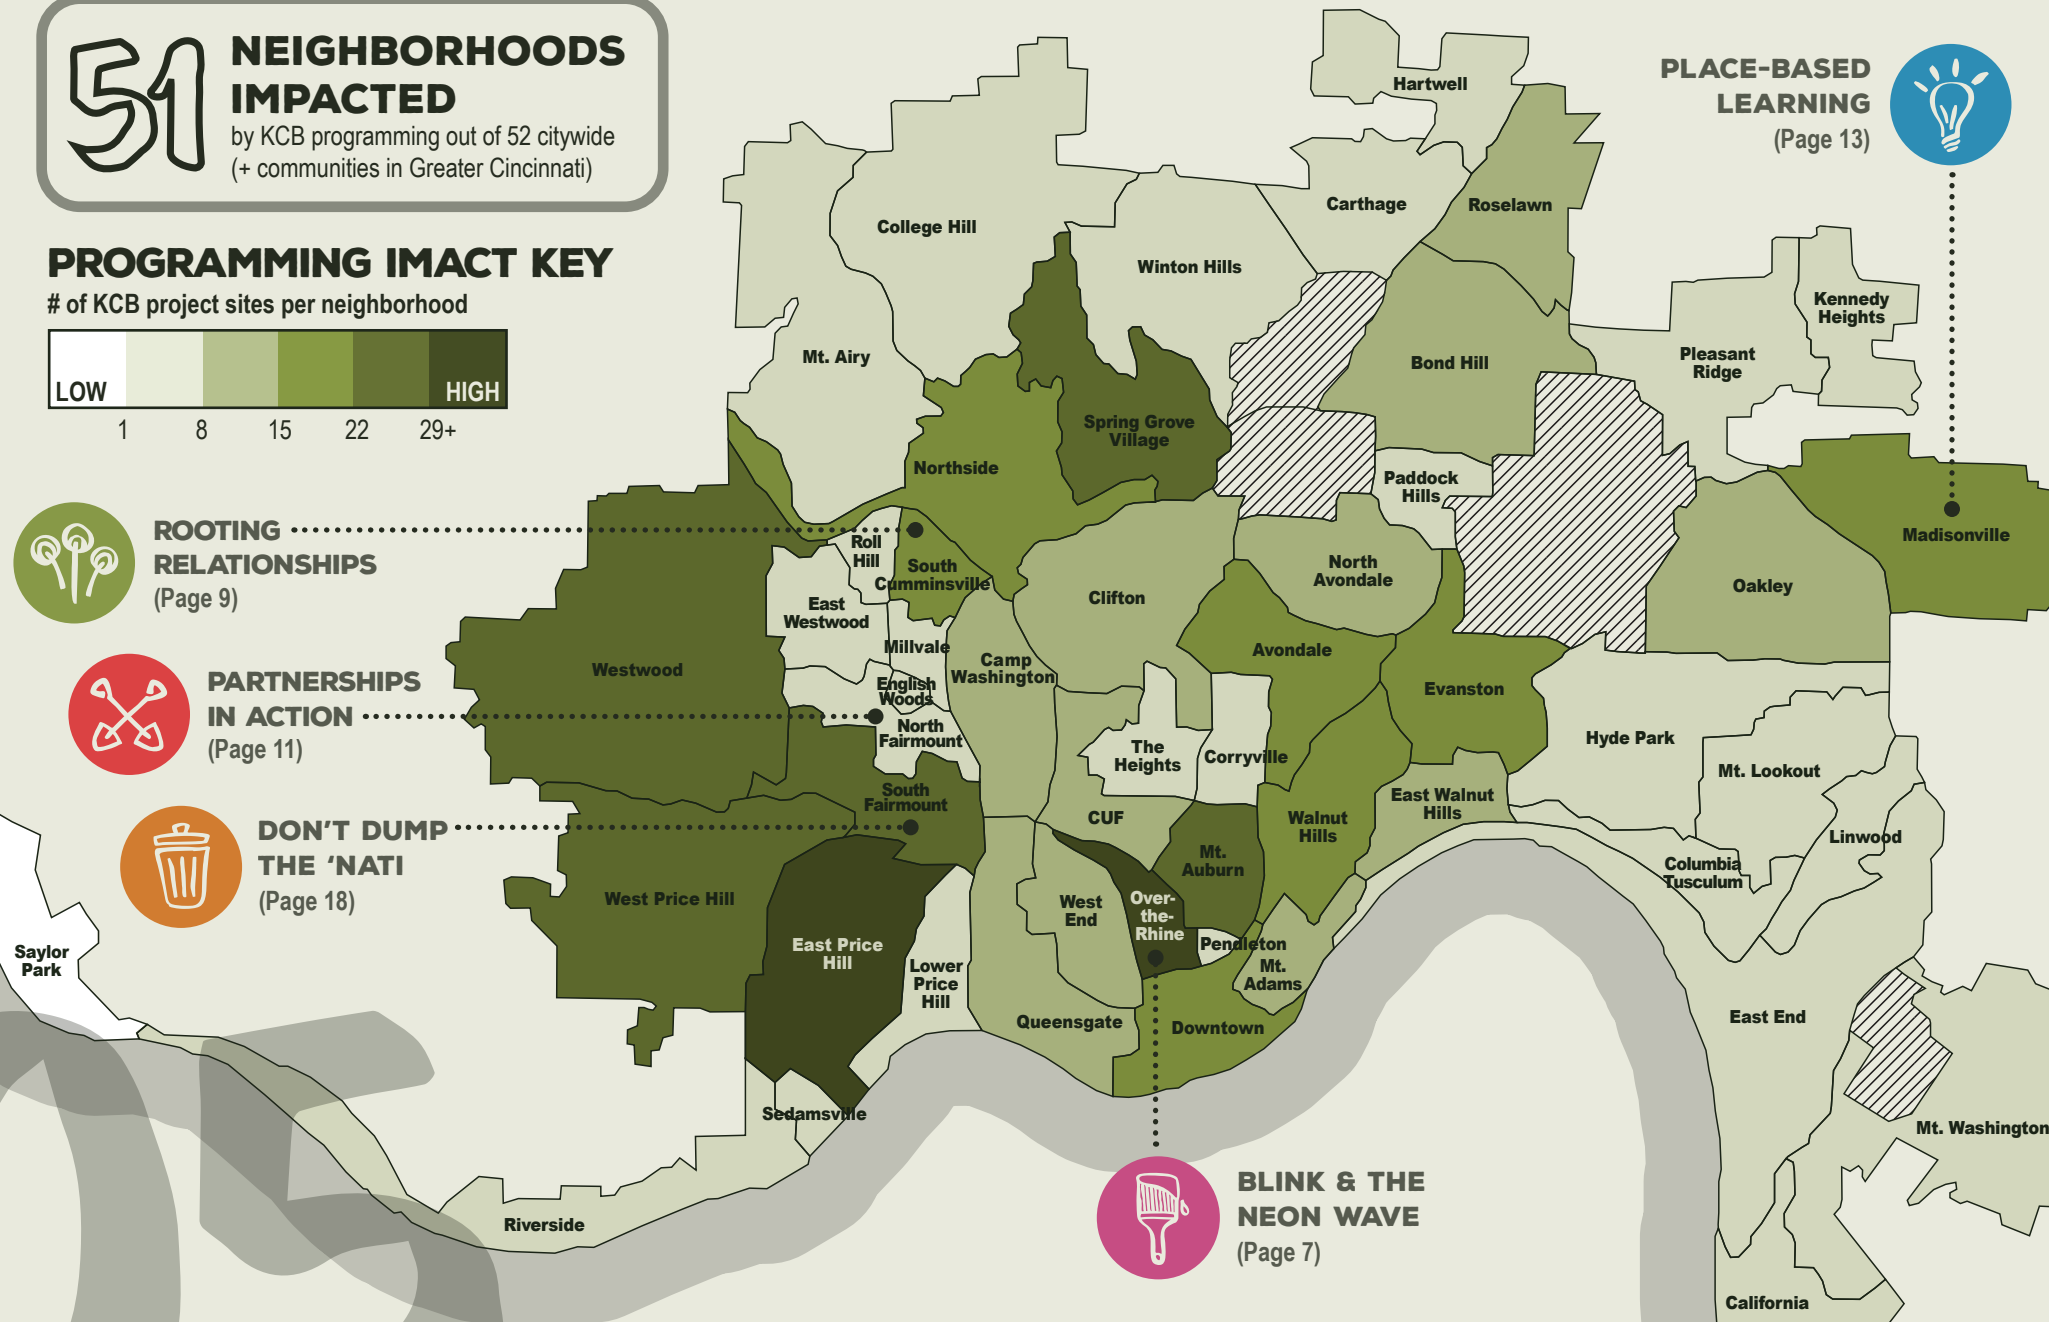 51
NEIGHBORHOODS
IMPACTED
by KCB programming out of 52 citywide
(+ communities in Greater Cincinnati)
PROGRAMMING IMACT KEY
# of KCB project sites per neighborhood
LOW
HIGH
1 8 15 22 29+
ROOTING
RELATIONSHIPS
(Page 9)
PARTNERSHIPS
IN ACTION
(Page 11)
DON'T DUMP
THE ‘NATI
(Page 18)
PLACE-BASED
LEARNING
(Page 13)
BLINK & THE
NEON WAVE
(Page 7)
Hartwell
Carthage
Roselawn
College Hill
Winton Hills
Kennedy
Heights
Mt. Airy
Bond Hill
Pleasant
Ridge
Spring Grove
Village
Northside
Paddock
Hills
Madisonville
Roll
Hill
South
Cumminsville
North
Avondale
Oakley
Clifton
East
Westwood
Millvale
Avondale
Westwood
Camp
Washington
English
Woods
Evanston
North
Fairmount
Hyde Park
The
Heights
Corryville
Mt. Lookout
South
Fairmount
CUF
Walnut
Hills
East Walnut
Hills
Linwood
Mt.
Auburn
Columbia
Tusculum
West Price Hill
West
End
Over-
the-
Rhine
East Price
Hill
Pendleton
Saylor
Park
Lower
Price
Hill
Mt.
Adams
Queensgate
Downtown
East End
Sedamsville
Mt. Washington
Riverside
California